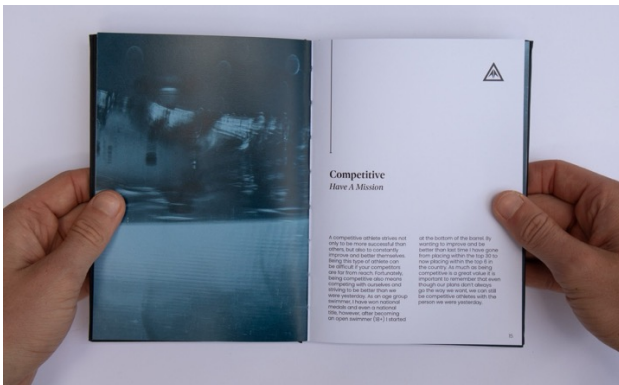 Competitive
Have A Mission
A competitive athlete strives not
only to be more successful than
others, but also to constantly
improve and better themselves.
Being this type of athlete can
be difficult if your competitors
are far from reach. Fortunately,
being competitive also means
competing with ourselves and
striving to be better than we
were yesterday. As an age group
swimmer, I have won national
medals and even a national
title, however, after becoming
an open swimmer (18+) I started
at the bottom of the barrel. By
wanting to improve and be
better than last time I have gone
from placing within the top 30 to
now placing within the top 5 in
the country. As much as being
competitive is a great value it is
important to remember that even
though our plans don't always
go the way we want, we can still
be competitive athletes with the
person we were yesterday.